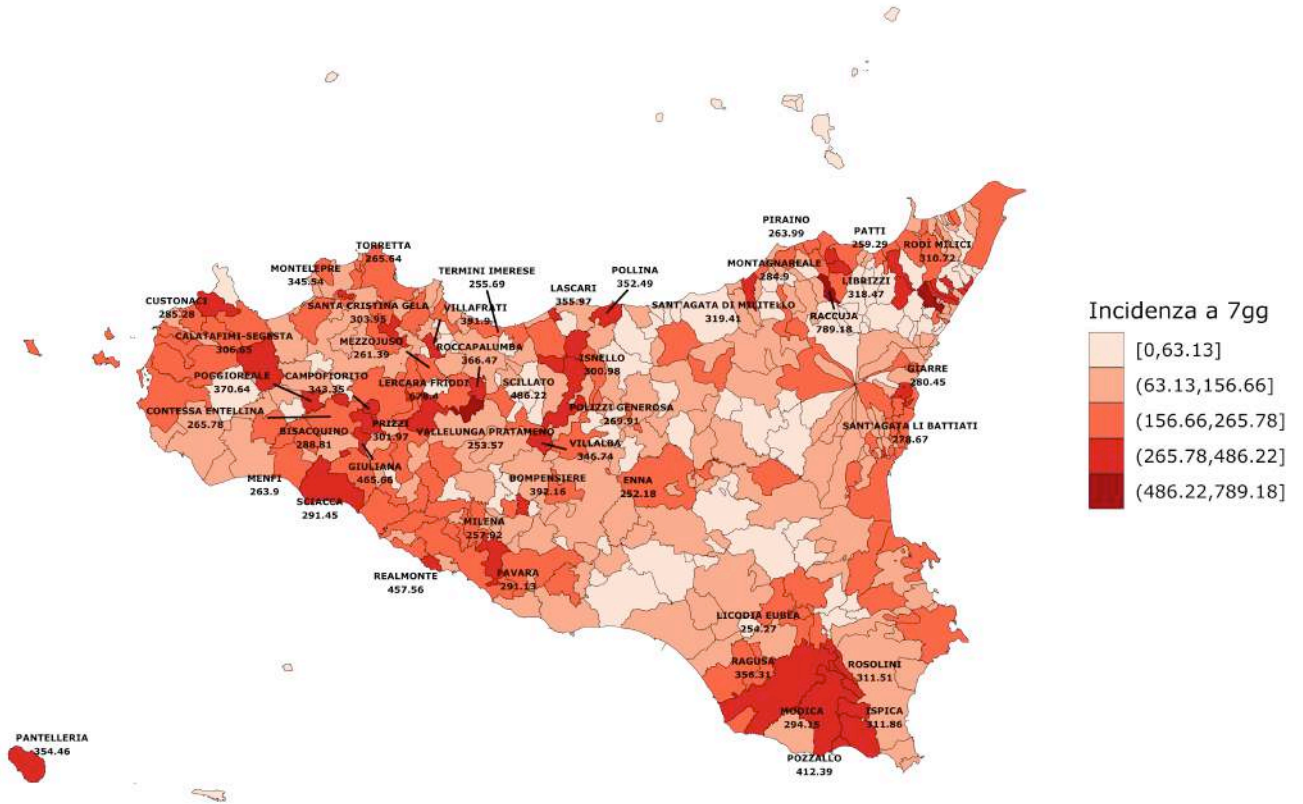 PIRAINO
263.99
PATTI
259.29
RODI MILICI
310.72
TORRETTA
265.64
MONTELEPRE
345.54
TERMINI IMERESE
255.69
POLLINA
352.49
MONTAGNAREALE
284.9
LIBRIZZI
318.47
LASCARI
355.97
CUSTONACI
285.28
SANTA CRISTINA GELA
303.95
VILLAFRATI
SANT'AGATA DI MILITELLO
319.41
RACCUJA
789.18
CALATAFIMI-SEGESTA
306.65
MEZZOJUSO
261.39
ROCCAPALUMBA
366.47
ISNELLO
300.98
GIARRE
280.45
POGGIOREALE
370.64
CAMPOFIORITO
343.35
LERCARA FRIDDI
SCILLATO
486.22
CONTESSA ENTELLINA
265.78
POLIZZI GENEROSA
269.91
PRIZZI
301.97
BISACQUINO
288.81
VALLELUNGA PRATAMENO
253.57
VILLALBA
346.74
SANT'AGATA LI BATTIATI
278.67
GIULIANA
465.66
MENFI
263.9
SCIACCA
291.45
BOMPENSIERE
392.16
ENNA
252.18
MILENA
257.92
REALMONTE
457.56
FAVARA
291.13
LICODIA EUBEA
254.27
RAGUSA
356.31
ROSOLINI
311.51
MODICA
294.15
ISPICA
311.86
POZZALLO
412.39
PANTELLERIA
354.46
Incidenza a 7gg
[0,63.13]
(63.13,156.66]
(156.66,265.78]
(265.78,486.22]
(486.22,789.18]